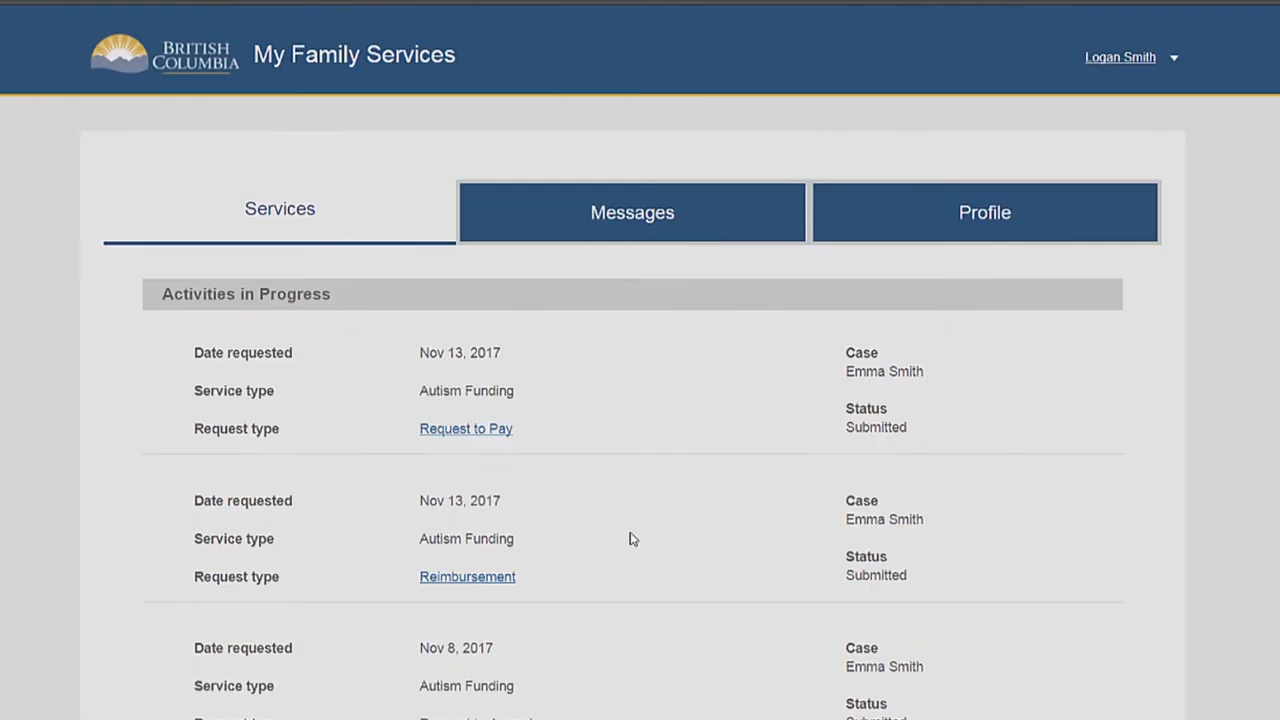 BRITISH
COLUMBIA
My Family Services
Logan Smith
Services
Messages
Profile
Activities in Progress
Date requested
Nov 13, 2017
Case
Emma Smith
Service type
Autism Funding
Status
Submitted
Request type
Request to Pay
Date requested
Nov 13, 2017
Case
Emma Smith
Service type
Autism Funding
Status
Submitted
Request type
Reimbursement
Date requested
Nov 8, 2017
Case
Emma Smith
Service type
Autism Funding
Status